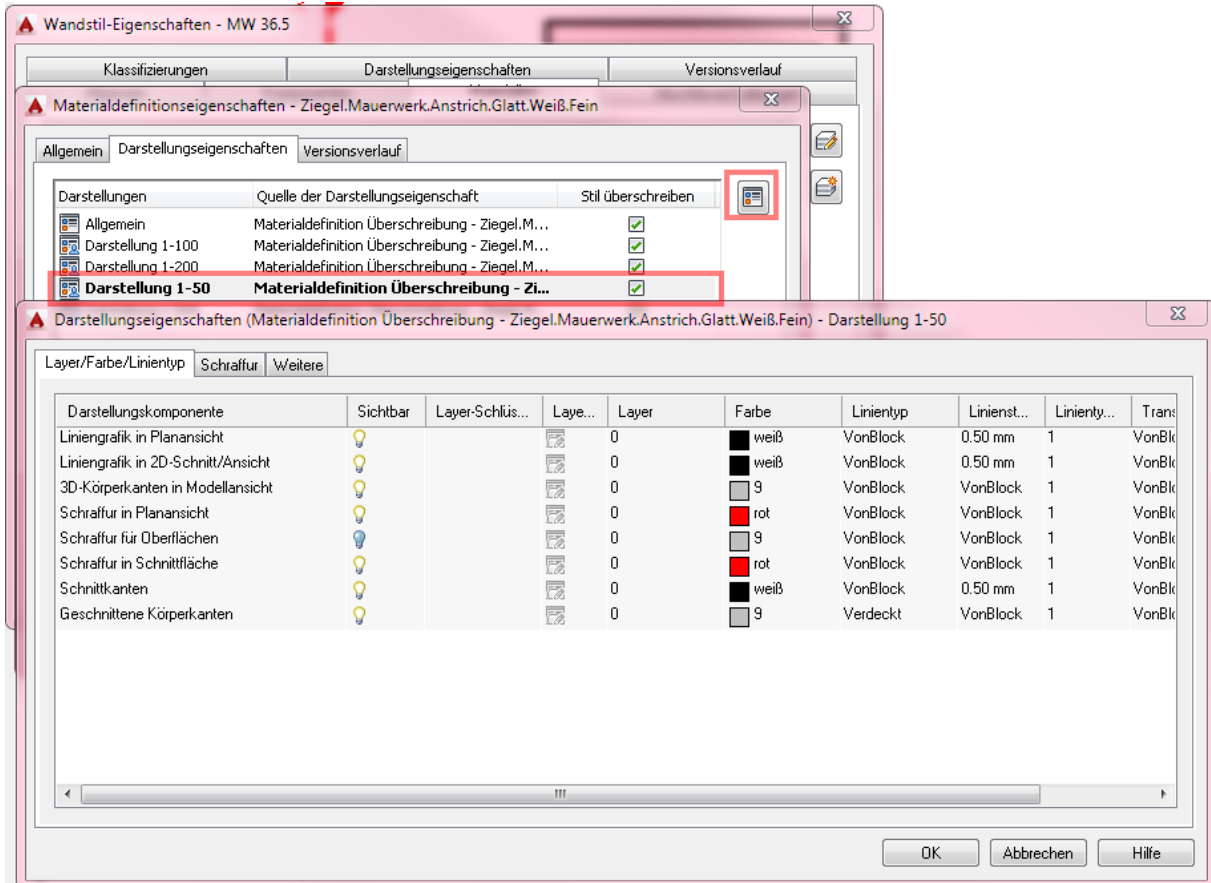 Wandstil-Eigenschaften - MW 36.5
Klassifizierungen Darstellungseigenschaften Versionsverlauf
Materialdefinitionseigenschaften - Ziegel.Mauerwerk.Anstrich.Glatt.Weiß.Fein
Allgemein Darstellungseigenschaften Versionsverlauf
Darstellungen Quelle der Darstellungseigenschaft Stil überschreiben
Allgemein Materialdefinition Überschreibung - Ziegel.M...
Darstellung 1-100 Materialdefinition Überschreibung - Ziegel.M...
Darstellung 1-200 Materialdefinition Überschreibung - Ziegel.M...
Darstellung 1-50 Materialdefinition Überschreibung - Zi...
Darstellungseigenschaften (Materialdefinition Überschreibung - Ziegel.Mauerwerk.Anstrich.Glatt.Weiß.Fein) - Darstellung 1-50
Layer/Farbe/Linientyp Schraffur Weitere
Darstellungskomponente Sichtbar Layer-Schlüs... Laye... Layer Farbe Linientyp Linienst... Linienty... Trans
Liniengrafik in Planansicht 0 weiß VonBlock 0.50 mm 1 VonBlo
Liniengrafik in 2D-Schnitt/Ansicht 0 weiß VonBlock 0.50 mm 1 VonBlo
3D-Körperkanten in Modellansicht 0 9 VonBlock VonBlock 1 VonBlo
Schraffur in Planansicht 0 rot VonBlock VonBlock 1 VonBlo
Schraffur für Oberflächen 0 9 VonBlock VonBlock 1 VonBlo
Schraffur in Schnittfläche 0 rot VonBlock VonBlock 1 VonBlo
Schnittkanten 0 weiß VonBlock 0.50 mm 1 VonBlo
Geschnittene Körperkanten 0 9 Verdeckt VonBlock 1 VonBlo
OK Abbrechen Hilfe